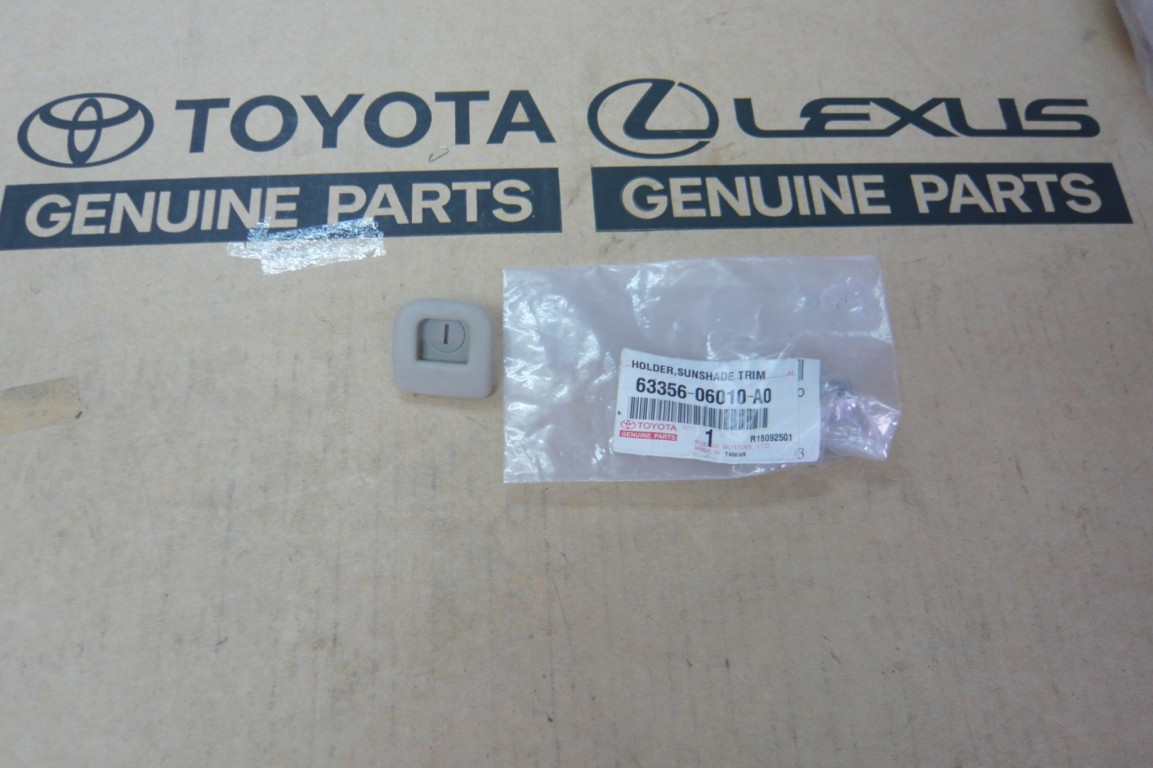 TOYOTA LEXUS
GENUINE PARTS GENUINE PARTS
HOLDER,SUNSHADE TRIM
63356-06010-A0
TOYOTA
GENUINE PARTS
1
R18092501
TAIWAN